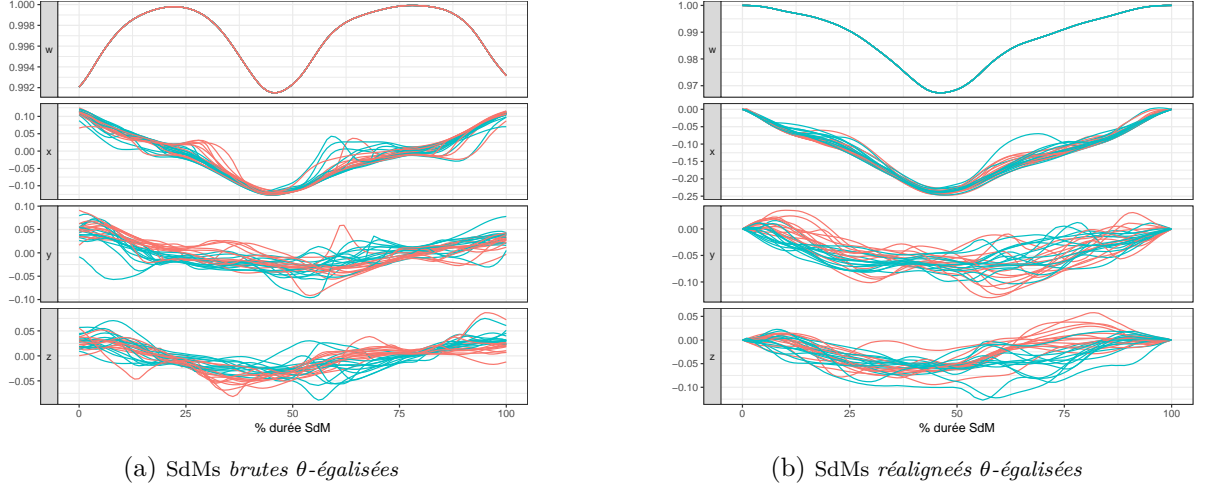 1.000
0.998
0.996
0.994
0.992
w
0.10
0.05
0.00
−0.05
−0.10
x
0.10
0.05
0.00
−0.05
−0.10
y
0.05
0.00
−0.05
z
0 25 50 75 100
% durée SdM
(a) SdMs brutes θ-égalisées
1.00
0.99
0.98
0.97
w
0.00
−0.05
−0.10
−0.15
−0.20
−0.25
x
0.00
−0.05
−0.10
y
0.05
0.00
−0.05
−0.10
z
0 25 50 75 100
% durée SdM
(b) SdMs réaligneés θ-égalisées